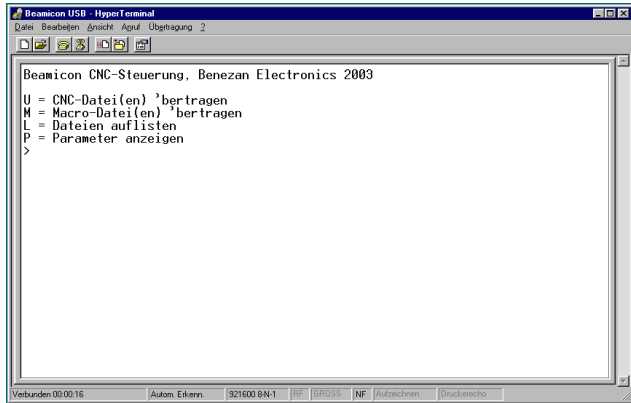 Beamicon USB - HyperTerminal
Datei Bearbeiten Ansicht Anruf Übertragung ?
Beamicon CNC-Steuerung, Benezan Electronics 2003
U = CNC-Datei(en) ³bertragen
M = Macro-Datei(en) ³bertragen
L = Dateien auflisten
P = Parameter anzeigen
>
Verbunden 00:00:16 Autom. Erkenn. 921600 8-N-1 RF GROSS NF Aufzeichnen Druckerecho